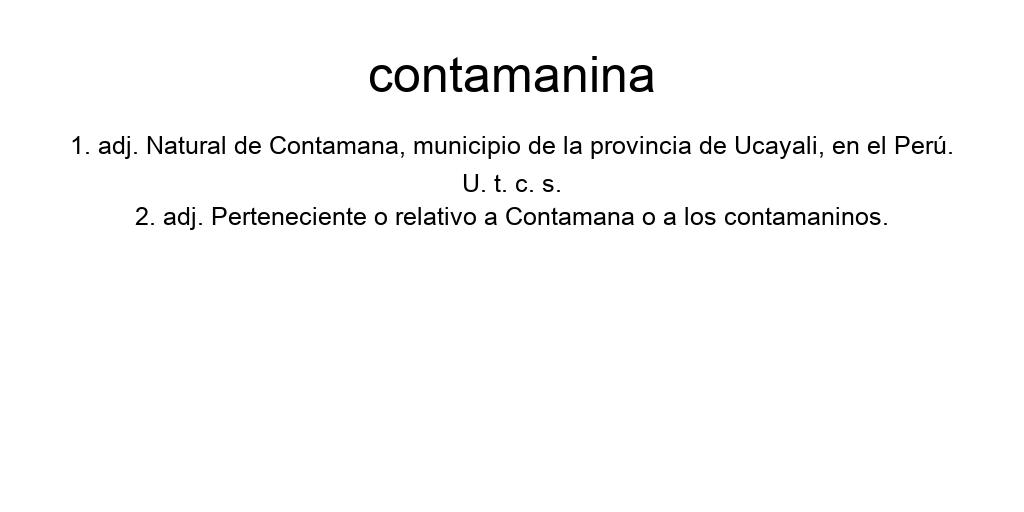 contamanina
1. adj. Natural de Contamana, municipio de la provincia de Ucayali, en el Perú.
U. t. c. s.
2. adj. Perteneciente o relativo a Contamana o a los contamaninos.